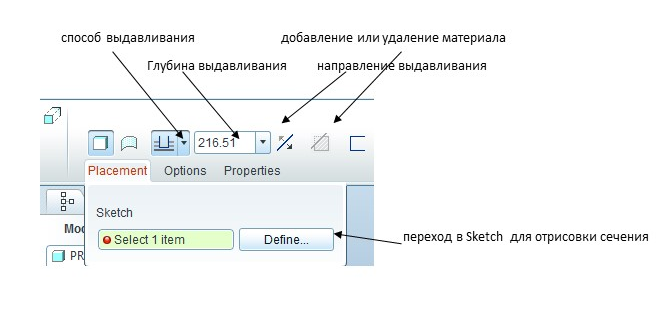 способ выдавливания
добавление или удаление материала
Глубина выдавливания
направление выдавливания
216.51
Placement Options Properties
Sketch
Select 1 item
Define...
переход в Sketch для отрисовки сечения
Мос
PR